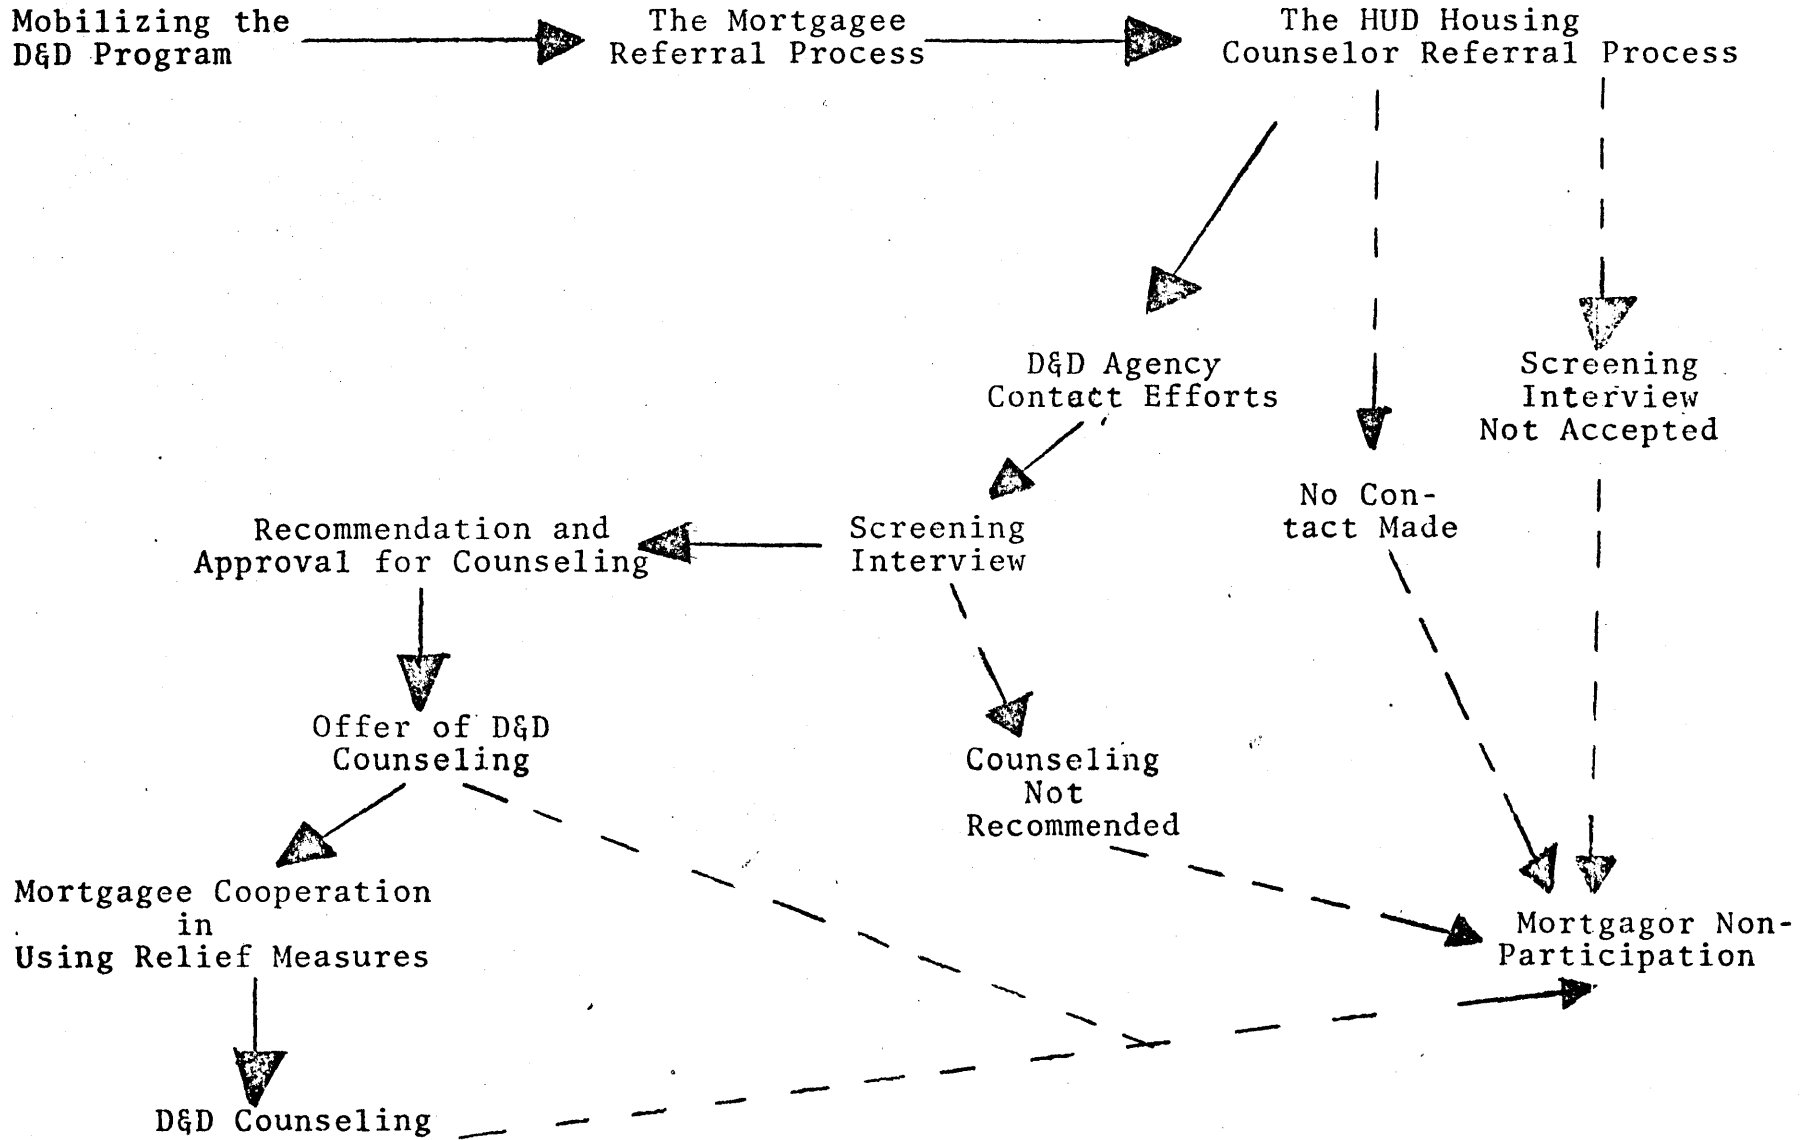 Mobilizing the
D&D Program
The Mortgagee
Referral Process
The HUD Housing
Counselor Referral Process
D&D Agency
Contact Efforts
Screening
Interview
Not Accepted
No Con-
tact Made
Recommendation and
Approval for Counseling
Screening
Interview
Offer of D&D
Counseling
Counseling
Not
Recommended
Mortgagee Cooperation
in
Using Relief Measures
Mortgagor Non-
Participation
D&D Counseling